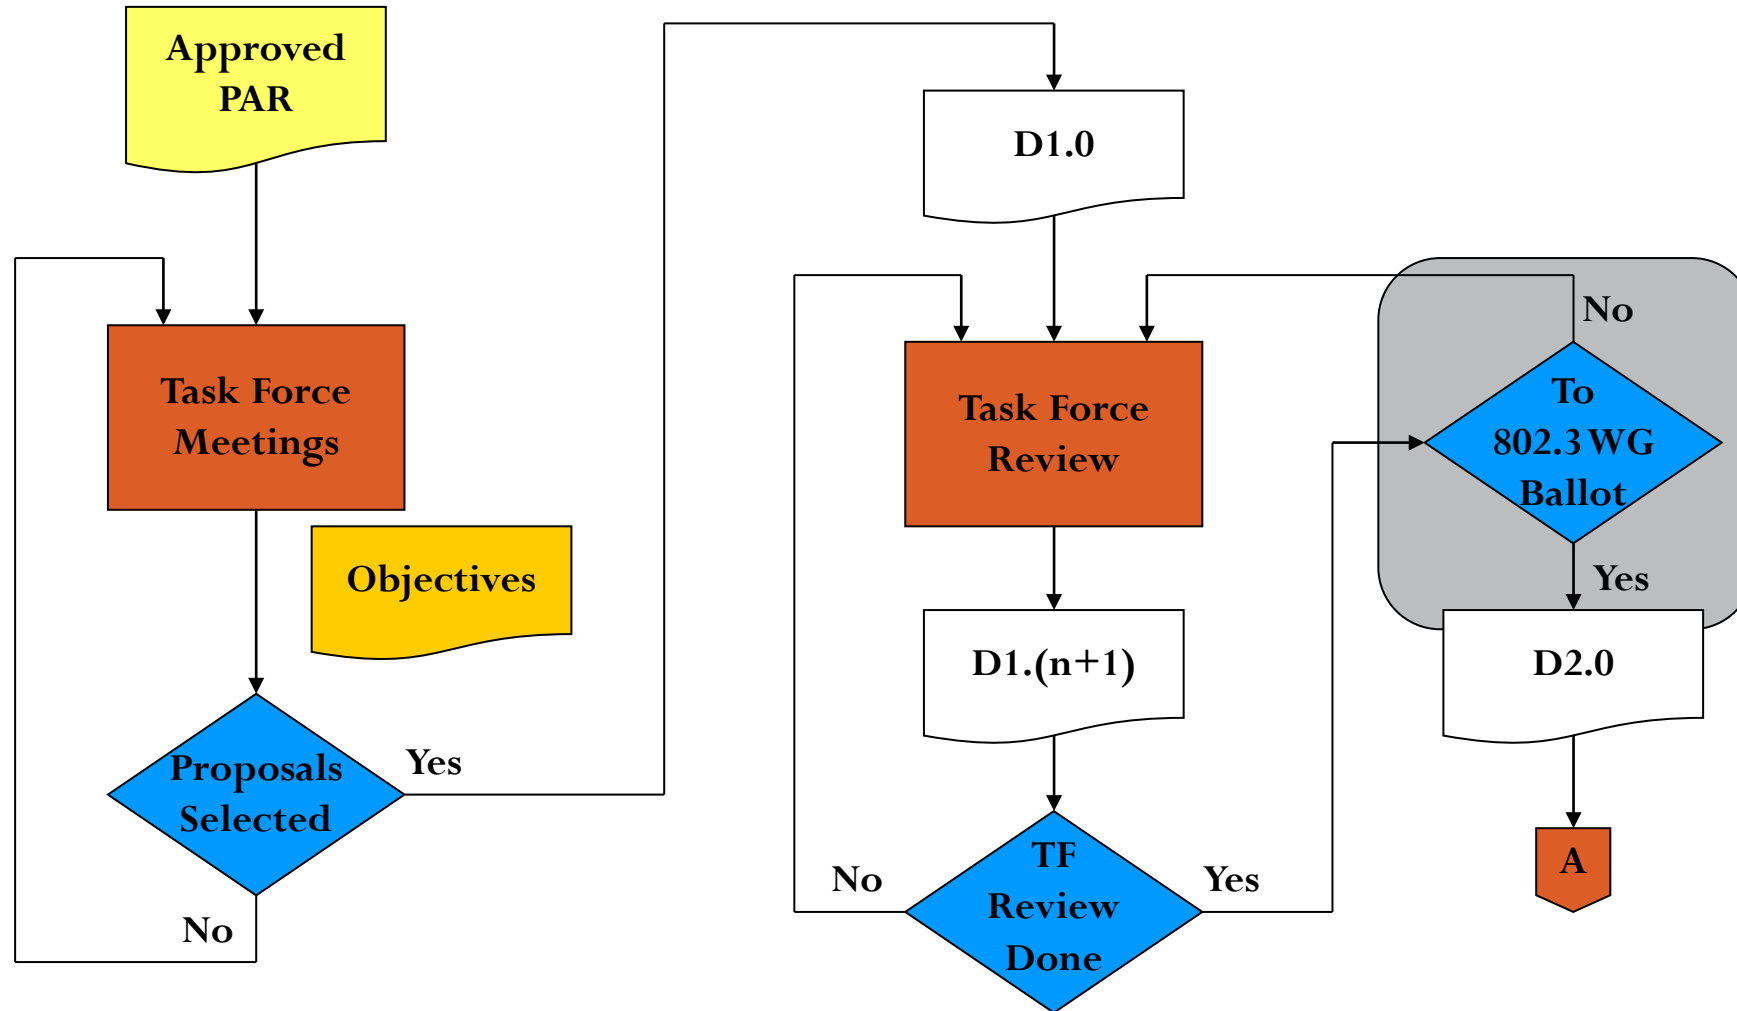 Approved
PAR
Task Force
Meetings
Objectives
Proposals
Selected
Yes
No
D1.0
Task Force
Review
D1.(n+1)
TF
Review
Done
No
Yes
No
To
802.3 WG
Ballot
Yes
D2.0
A